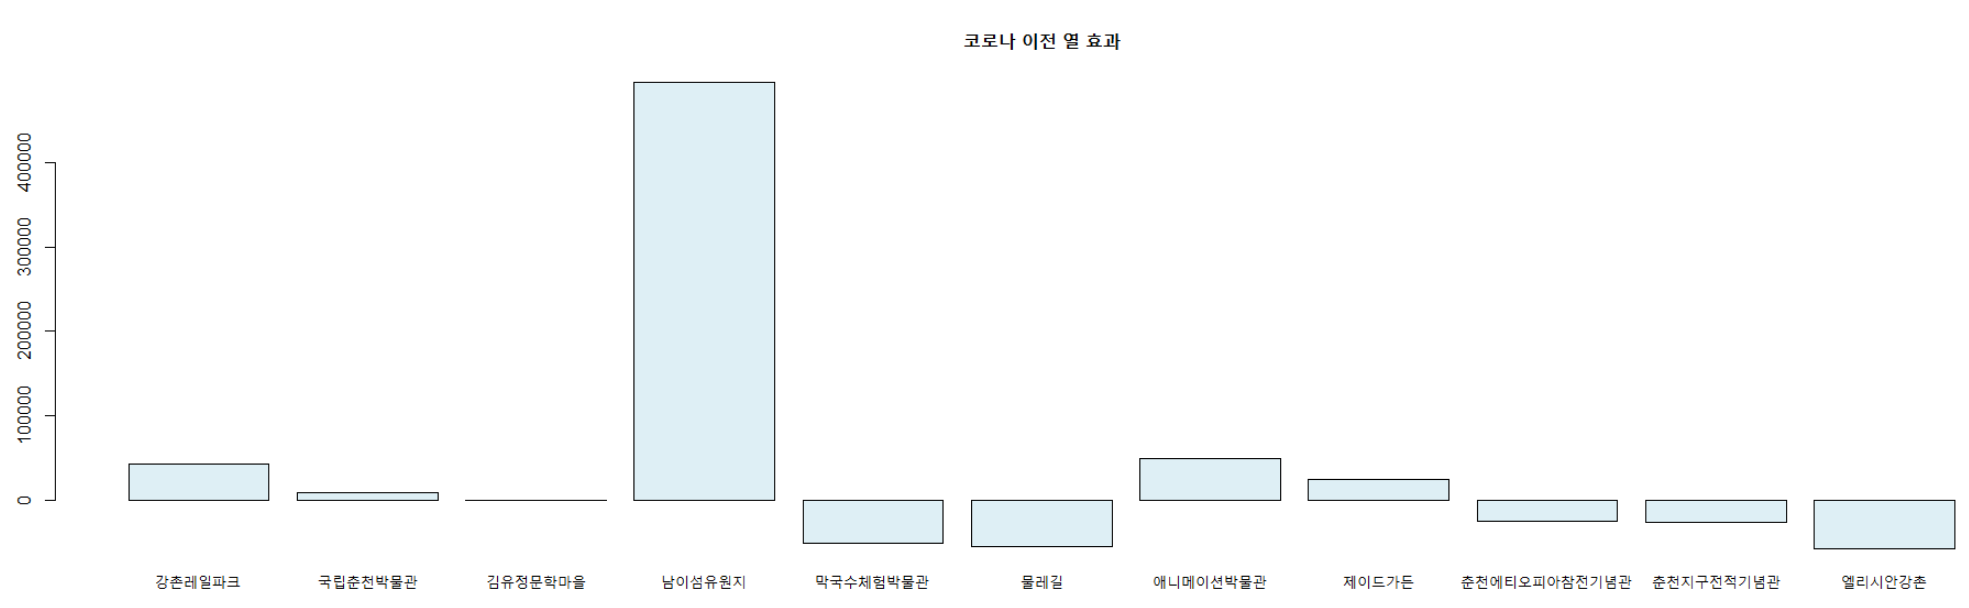 코로나 이전 열 효과
400000
300000
200000
100000
0
강촌레일파크 국립춘천박물관 김유정문학마을 남이섬유원지 막국수체험박물관 물레길 애니메이션박물관 제이드가든 춘천에티오피아참전기념관 춘천지구전적기념관 엘리시안강촌